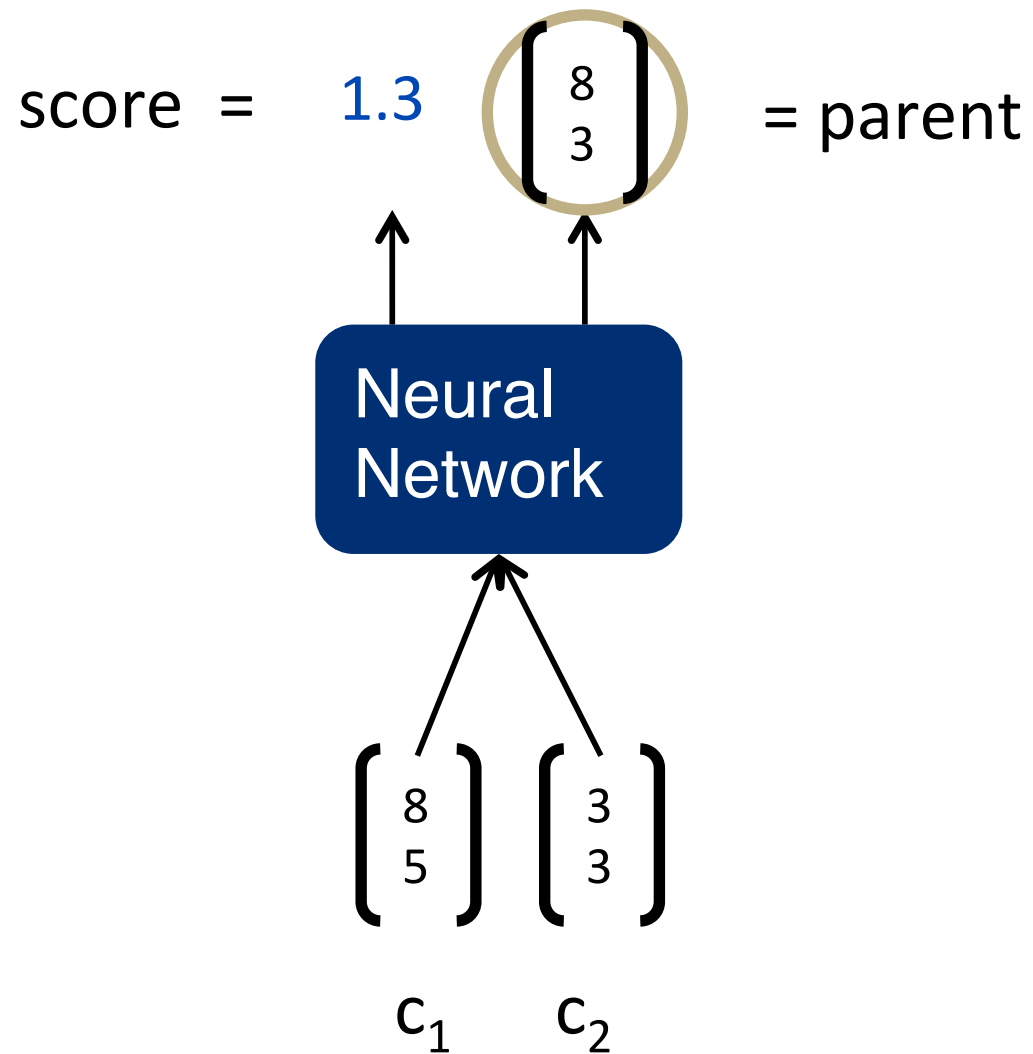 score = 1.3 8 3 = parent
Neural
Network
8 3
5 3
c₁ c₂